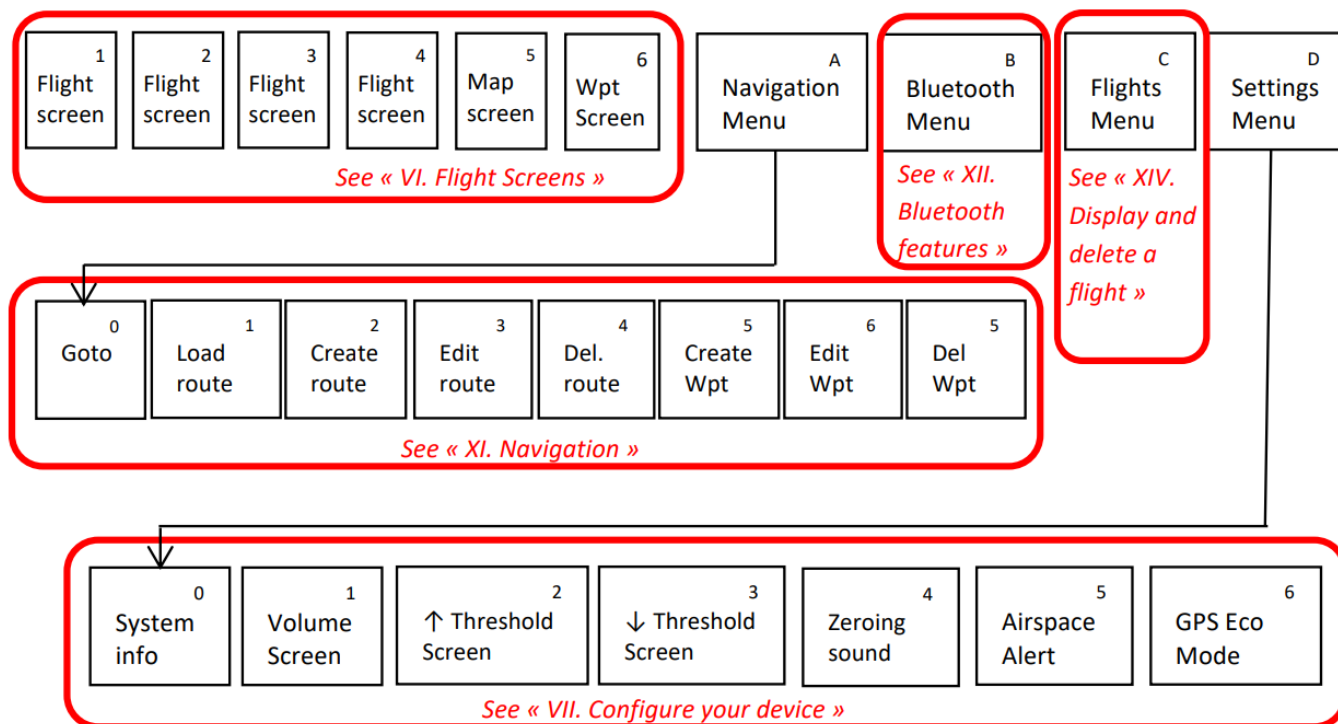 1
Flight
screen
2
Flight
screen
3
Flight
screen
4
Flight
screen
5
Map
screen
6
Wpt
Screen
A
Navigation
Menu
B
Bluetooth
Menu
C
Flights
Menu
D
Settings
Menu
See « VI. Flight Screens »
See « XII.
Bluetooth
features »
See « XIV.
Display and
delete a
flight »
0
Goto
1
Load
route
2
Create
route
3
Edit
route
4
Del.
route
5
Create
Wpt
6
Edit
Wpt
5
Del
Wpt
See « XI. Navigation »
0
System
info
1
Volume
Screen
2
↑ Threshold
Screen
3
↓ Threshold
Screen
4
Zeroing
sound
5
Airspace
Alert
6
GPS Eco
Mode
See « VII. Configure your device »